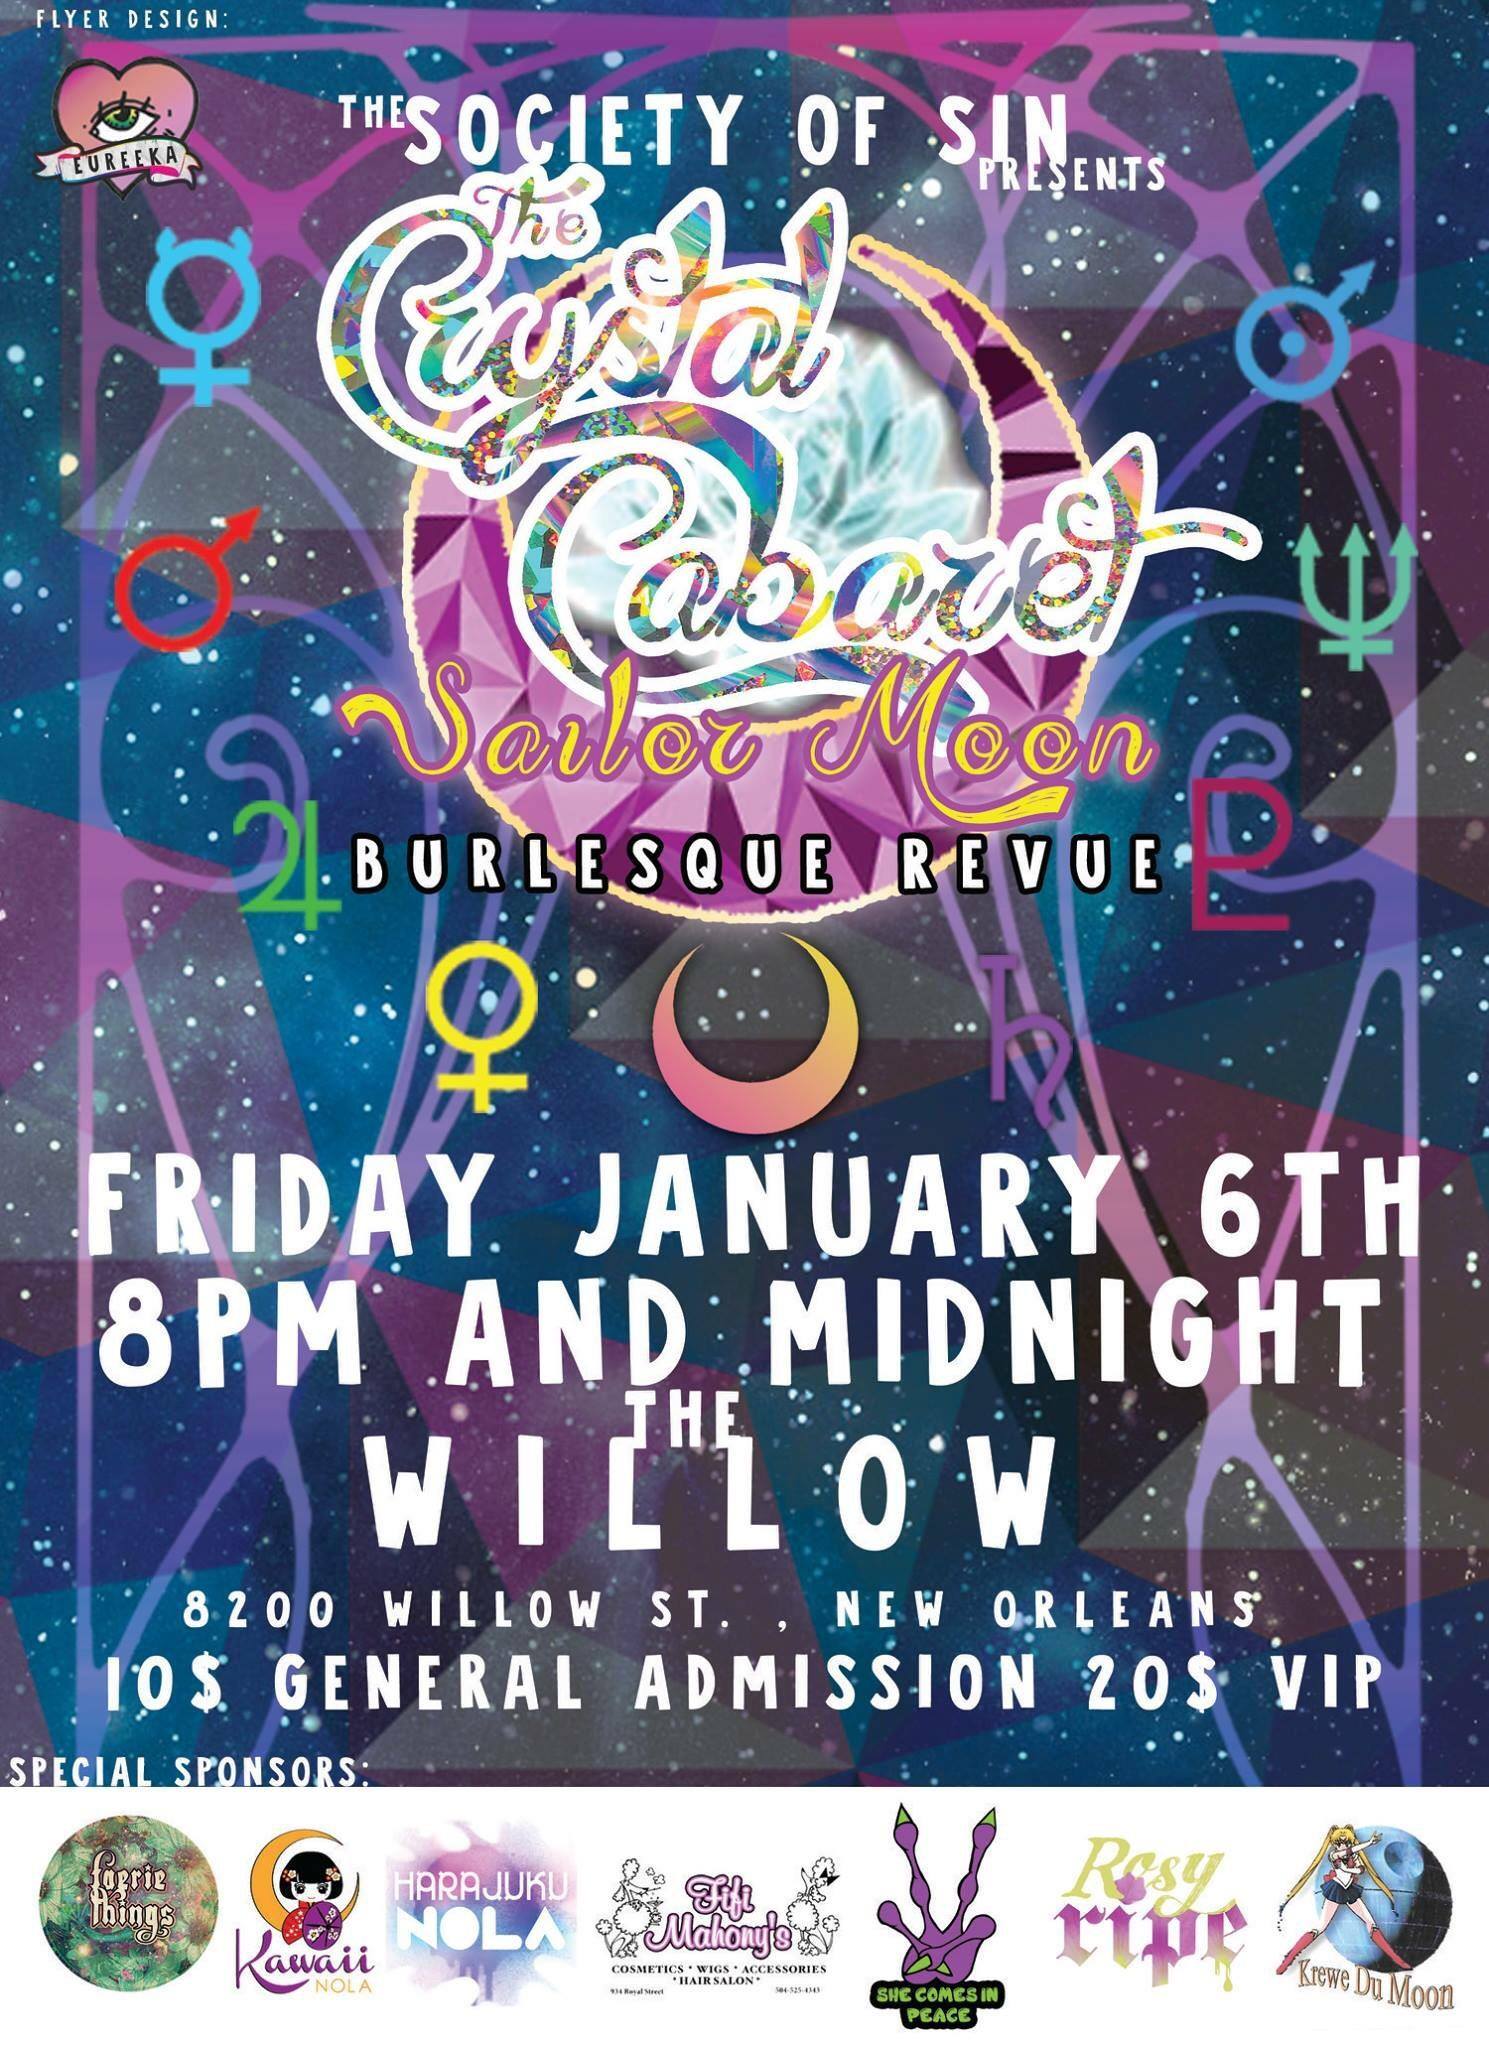 FLYER DESIGN:
EUREEKA
THE SOCIETY OF SIN
PRESENTS
The
Crystal
Cabaret
Sailor Moon
BURLESQUE REVUE
FRIDAY JANUARY 6TH
8PM AND MIDNIGHT
THE
WILLOW
8200 WILLOW ST. , NEW ORLEANS
10$ GENERAL ADMISSION 20$ VIP
SPECIAL SPONSORS:
faerie
things
Kawaii
NOLA
HARAJUKU
NOLA
Fifi
Mahony's
COSMETICS * WIGS * ACCESSORIES
*HAIR SALON*
934 Royal Street 504-525-4343
SHE COMES IN
PEACE
Rosy
ripe
Krewe Du Moon